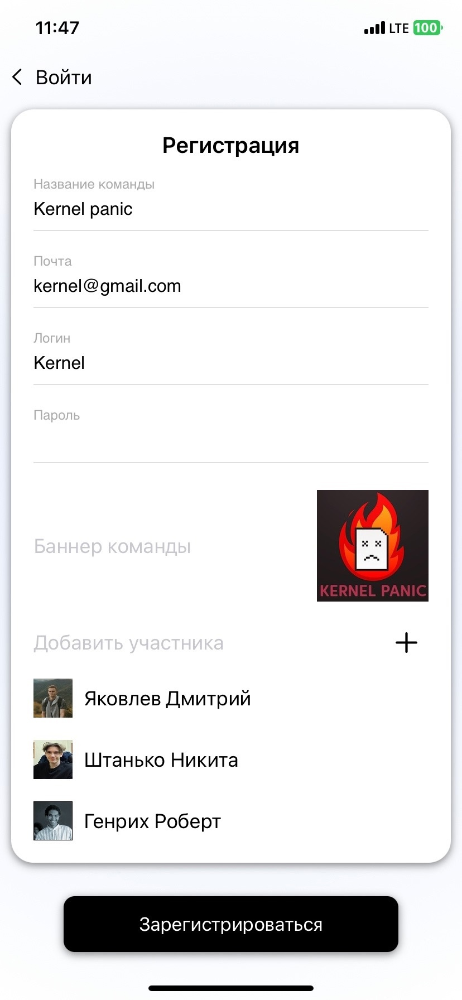 11:47
LTE 100
Войти
Регистрация
Название команды
Kernel panic
Почта
kernel@gmail.com
Логин
Kernel
Пароль
KERNEL PANIC
Баннер команды
Добавить участника
Яковлев Дмитрий
Штанько Никита
Генрих Роберт
Зарегистрироваться